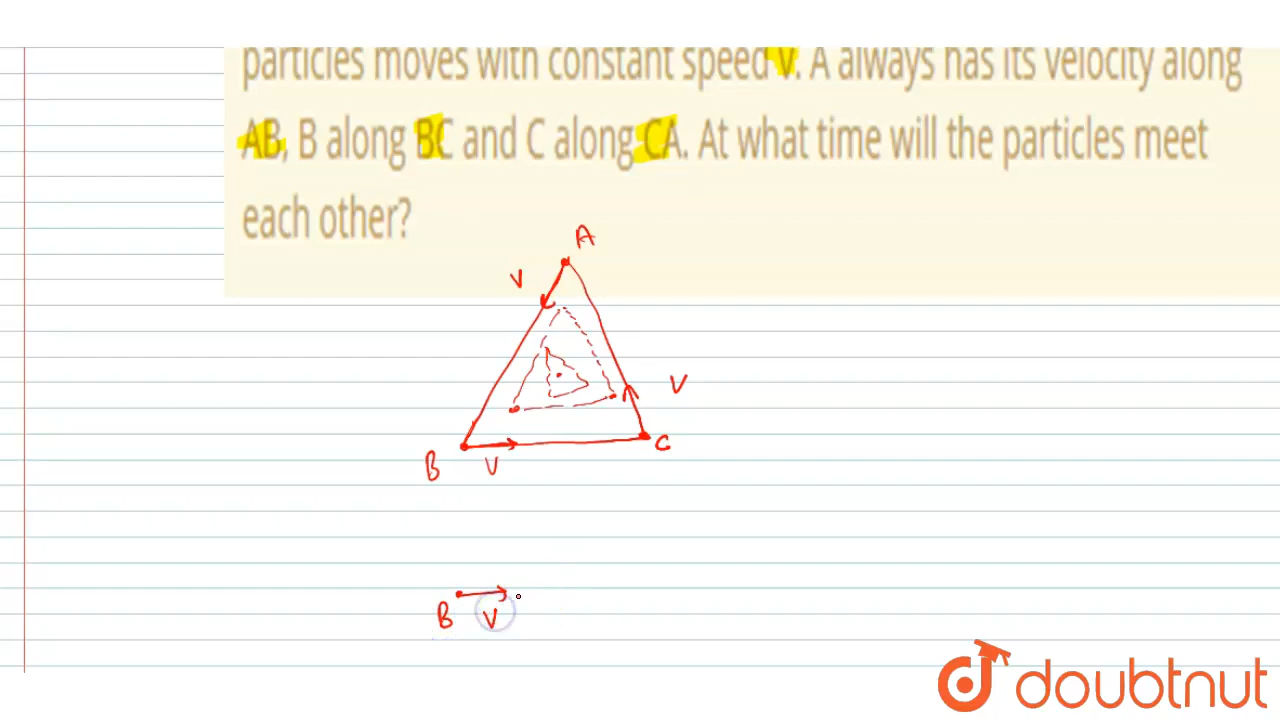 particles moves with constant speed V. A always has its velocity along
AB, B along BC and C along CA. At what time will the particles meet
each other?
A
V
V
B
V
C
B
V
doubtnut